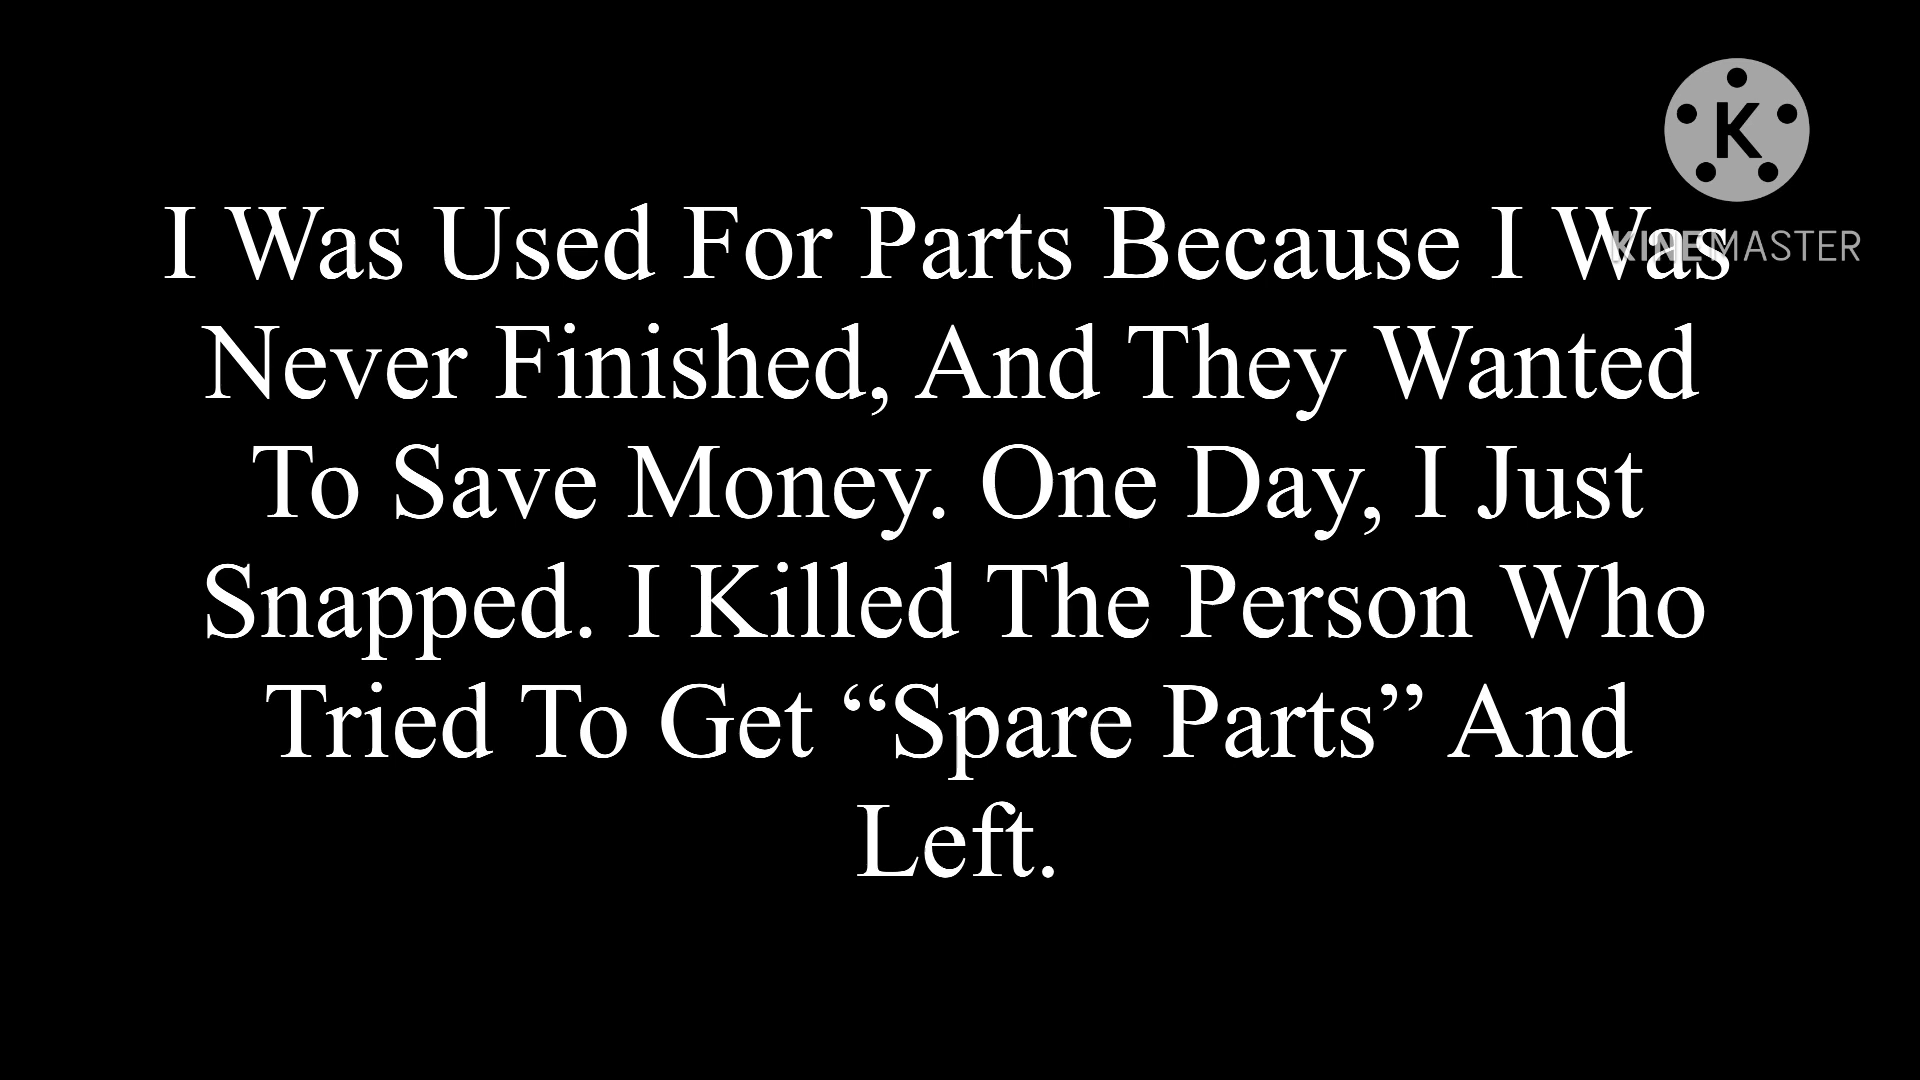 K
KINEMASTER
I Was Used For Parts Because I Was
Never Finished, And They Wanted
To Save Money. One Day, I Just
Snapped. I Killed The Person Who
Tried To Get “Spare Parts” And
Left.